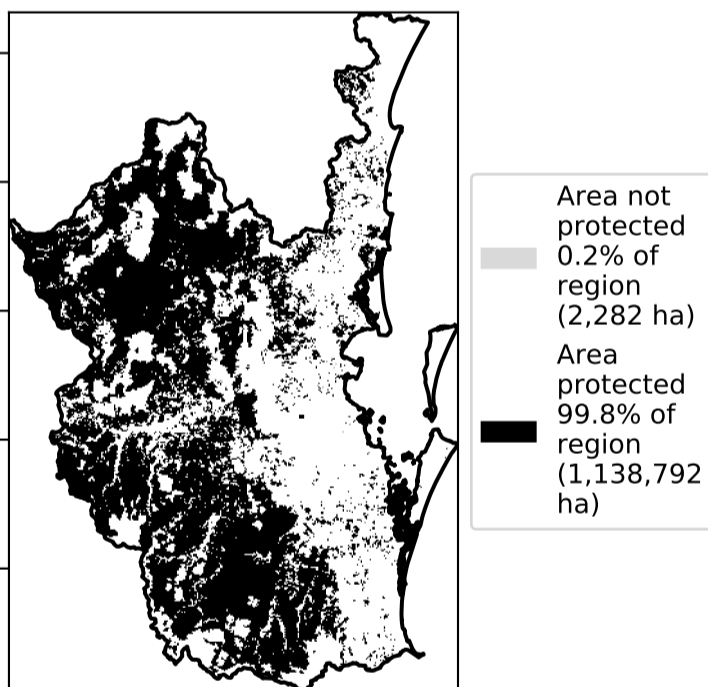 Area not
protected
0.2% of
region
(2,282 ha)
Area
protected
99.8% of
region
(1,138,792
ha)